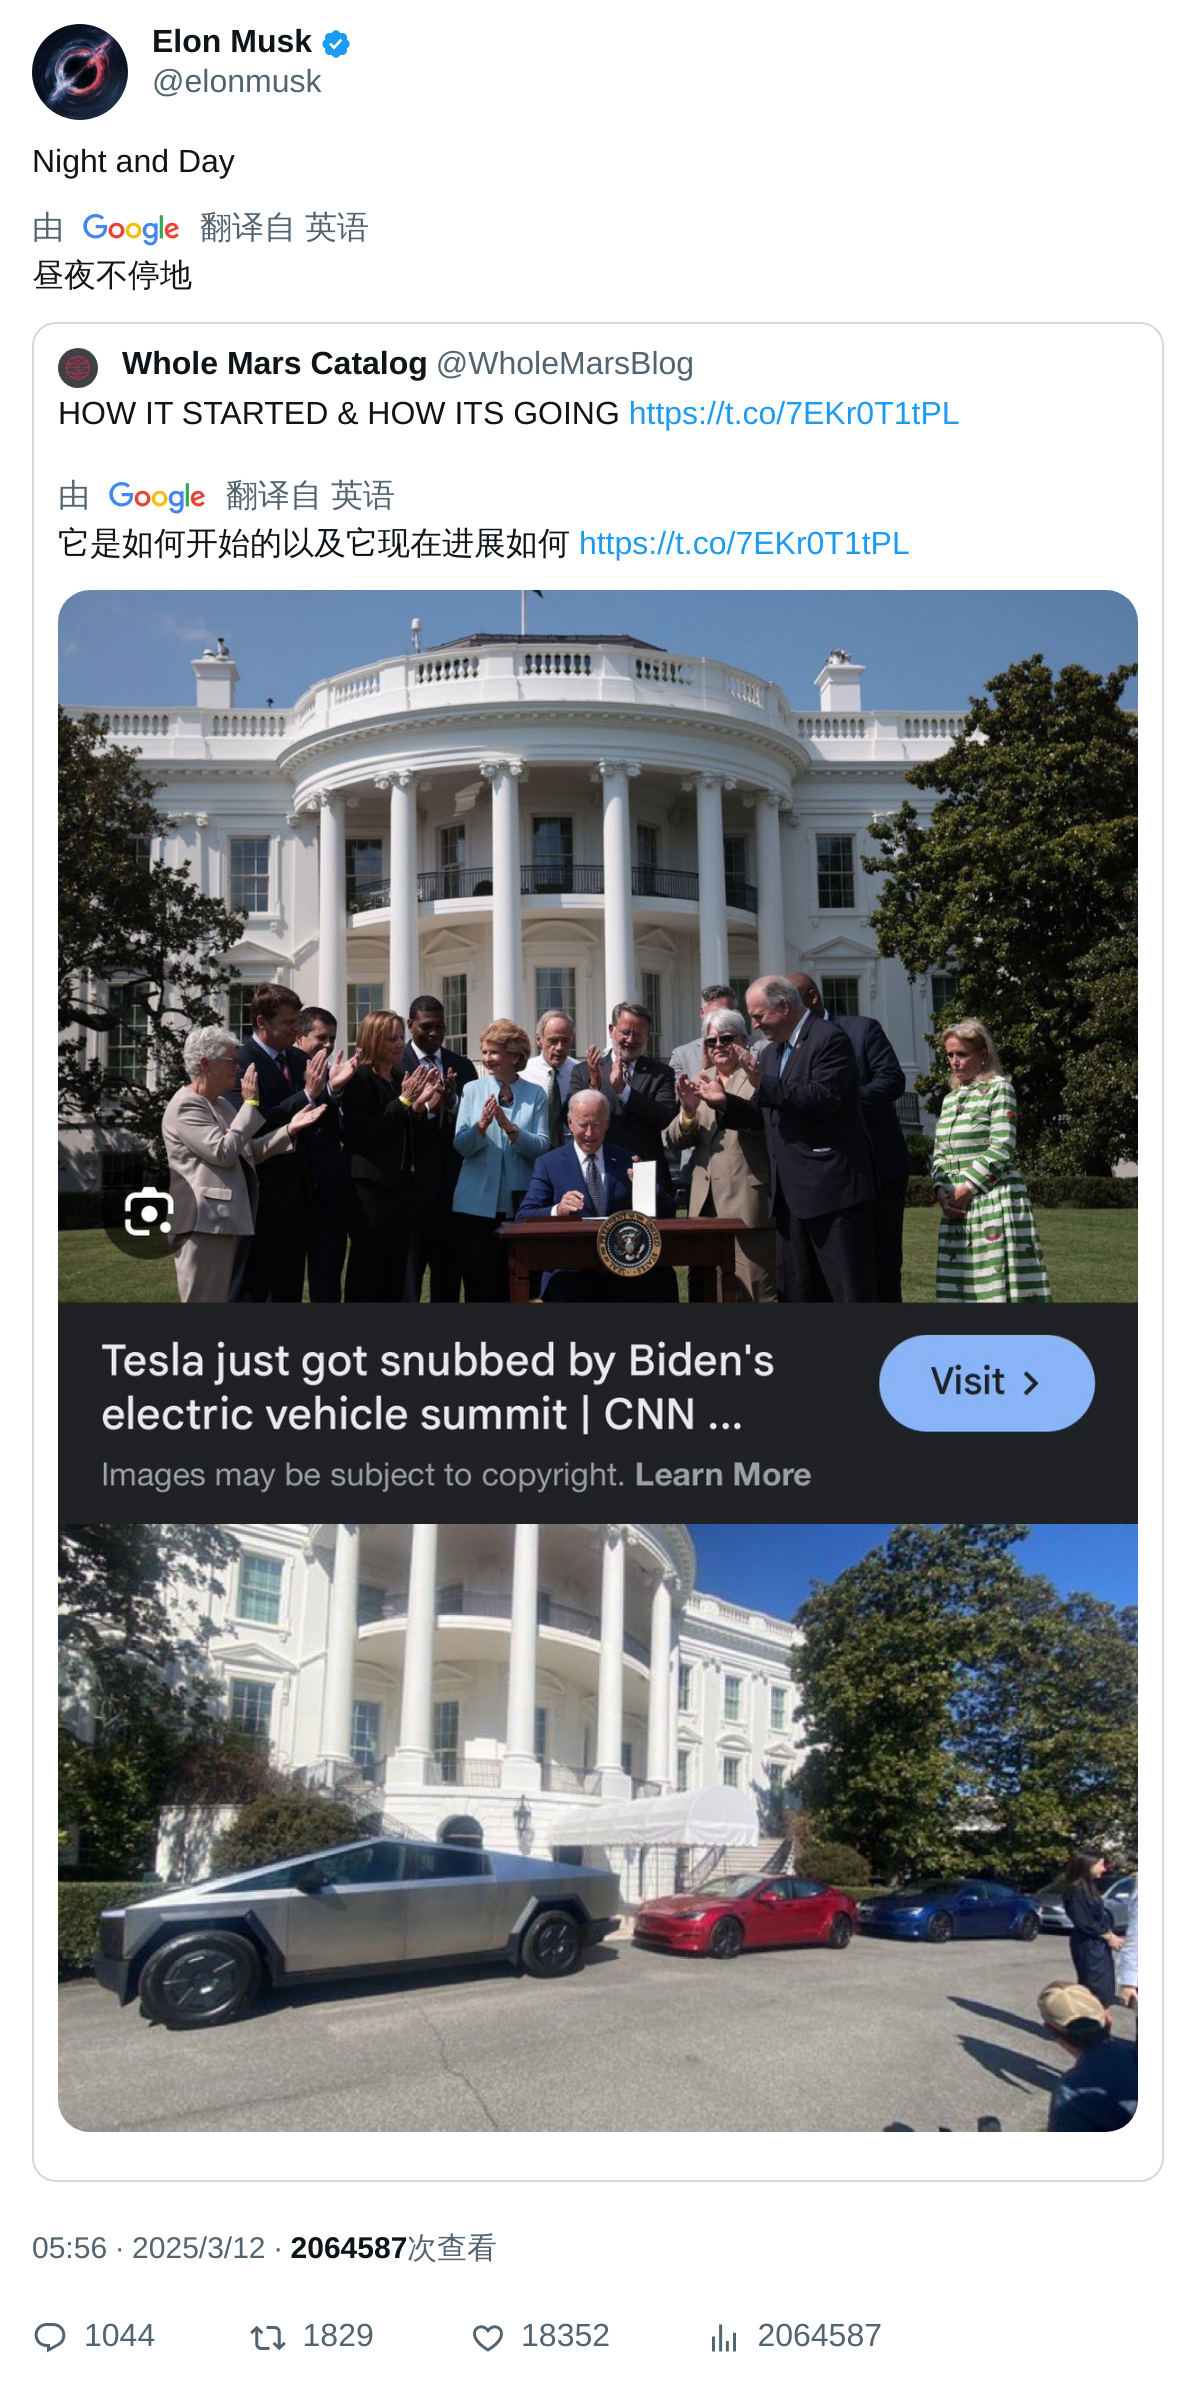 Elon Musk
@elonmusk
Night and Day
由 Google 翻译自 英语
昼夜不停地
Whole Mars Catalog @WholeMarsBlog
HOW IT STARTED & HOW ITS GOING https://t.co/7EKr0T1tPL
由 Google 翻译自 英语
它是如何开始的以及它现在进展如何 https://t.co/7EKr0T1tPL
Tesla just got snubbed by Biden's
electric vehicle summit | CNN ...
Visit
Images may be subject to copyright. Learn More
05:56 · 2025/3/12 · 2064587次查看
1044 1829 18352 2064587